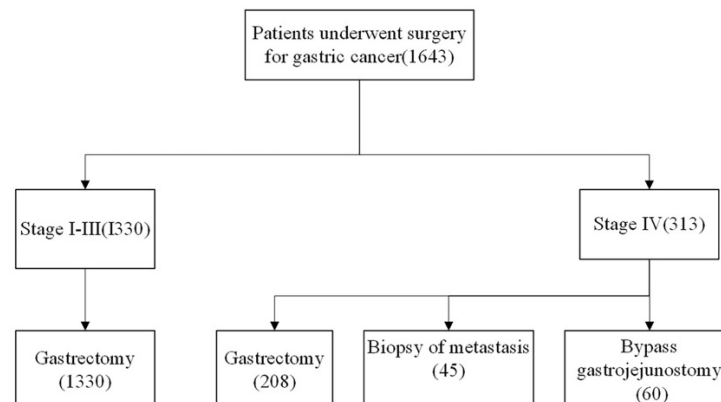 Patients underwent surgery
for gastric cancer(1643)
Stage I-III(I330)
Stage IV(313)
Gastrectomy
(1330)
Gastrectomy
(208)
Biopsy of metastasis
(45)
Bypass
gastrojejunostomy
(60)